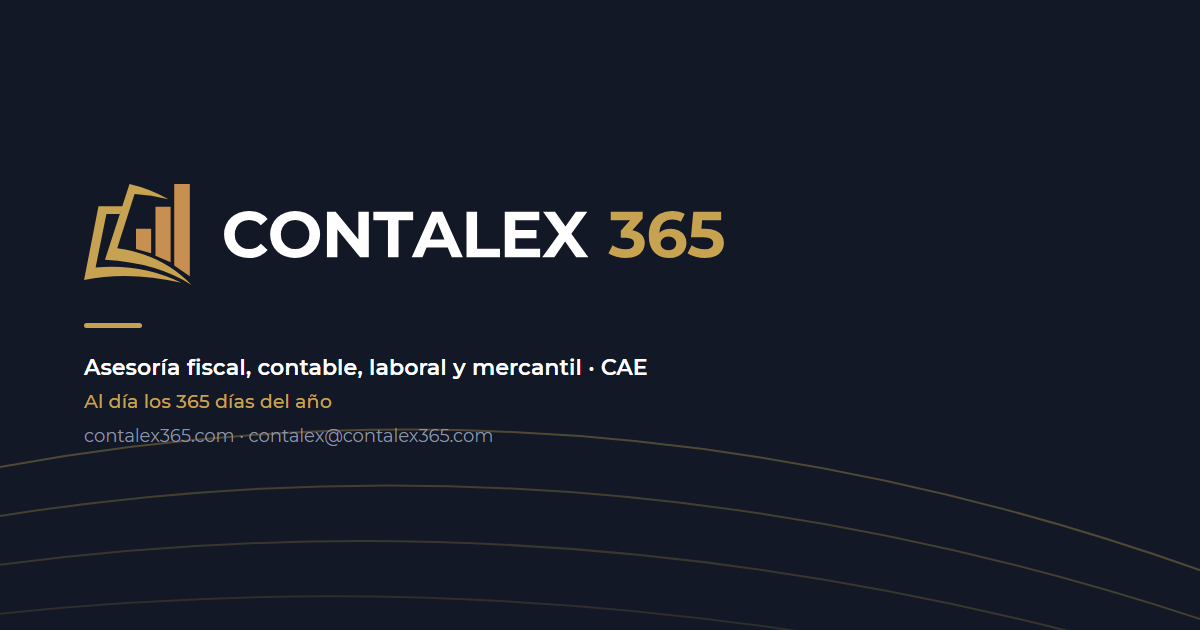 CONTALEX 365
Asesoría fiscal, contable, laboral y mercantil · CAE
Al día los 365 días del año
contalex365.com · contalex@contalex365.com